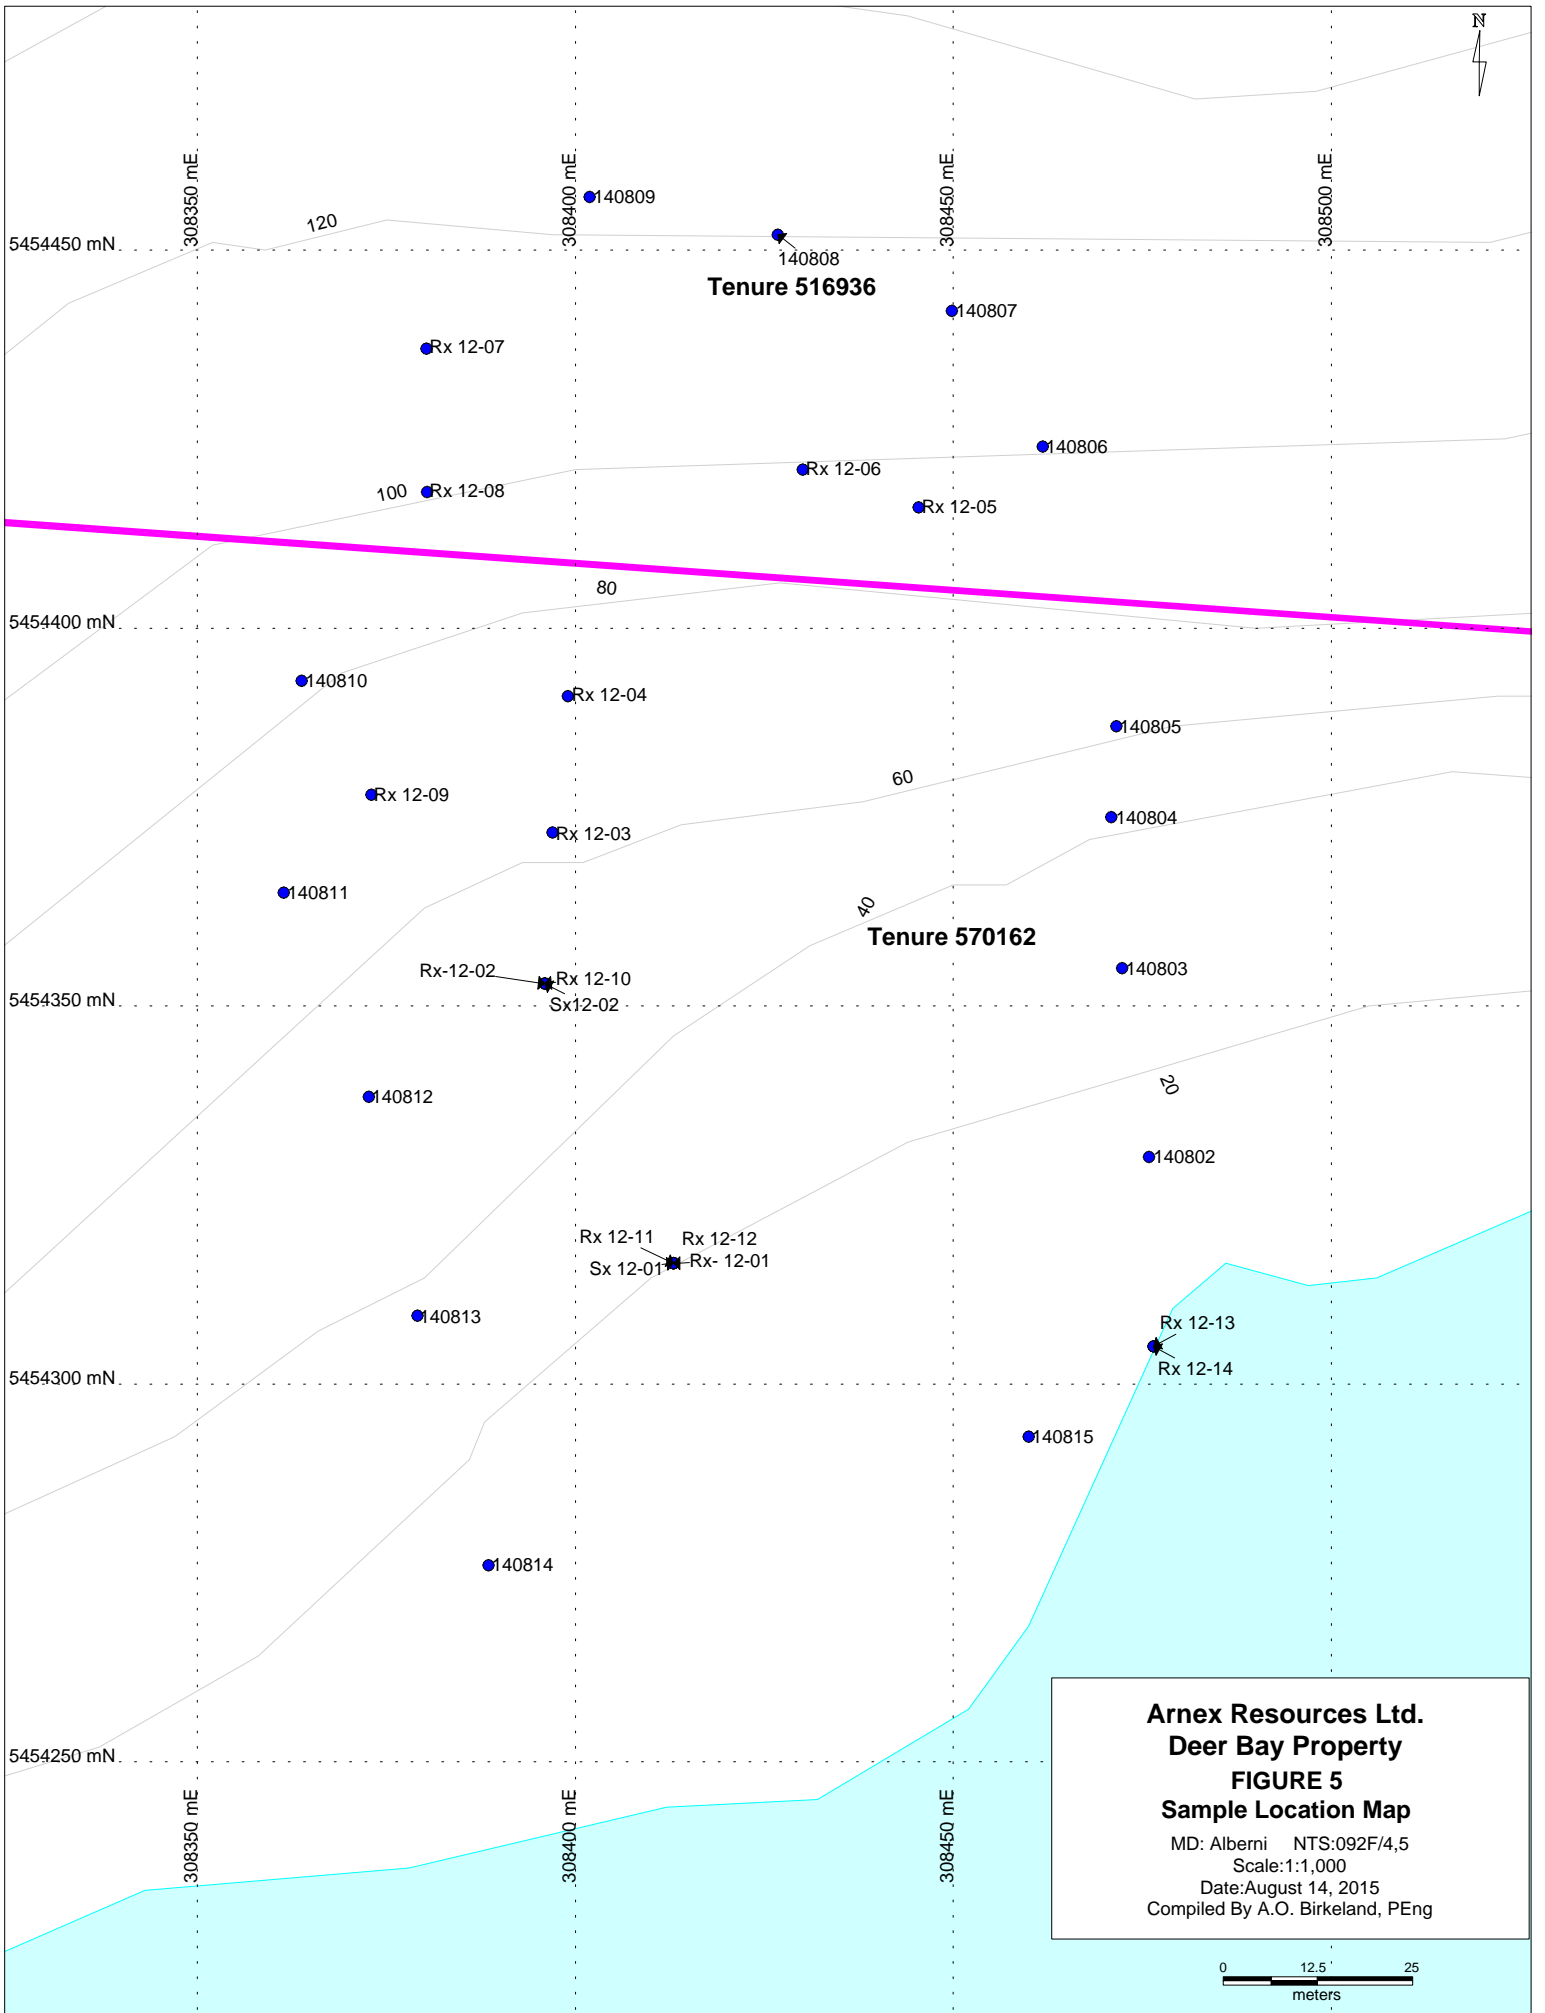 N
308350 mE
308400 mE
308450 mE
308500 mE
140809
120
5454450 mN
140808
Tenure 516936
140807
Rx 12-07
140806
Rx 12-06
100
Rx 12-08
Rx 12-05
80
5454400 mN
140810
Rx 12-04
140805
60
Rx 12-09
140804
Rx 12-03
140811
40
Tenure 570162
Rx-12-02
Rx 12-10
140803
5454350 mN
Sx12-02
20
140812
140802
Rx 12-11
Rx 12-12
Sx 12-01
Rx- 12-01
140813
Rx 12-13
Rx 12-14
5454300 mN
140815
140814
5454250 mN
308350 mE
308400 mE
308450 mE
Arnex Resources Ltd.
Deer Bay Property
FIGURE 5
Sample Location Map
MD: Alberni NTS:092F/4,5
Scale:1:1,000
Date:August 14, 2015
Compiled By A.O. Birkeland, PEng
0 12.5 25
meters